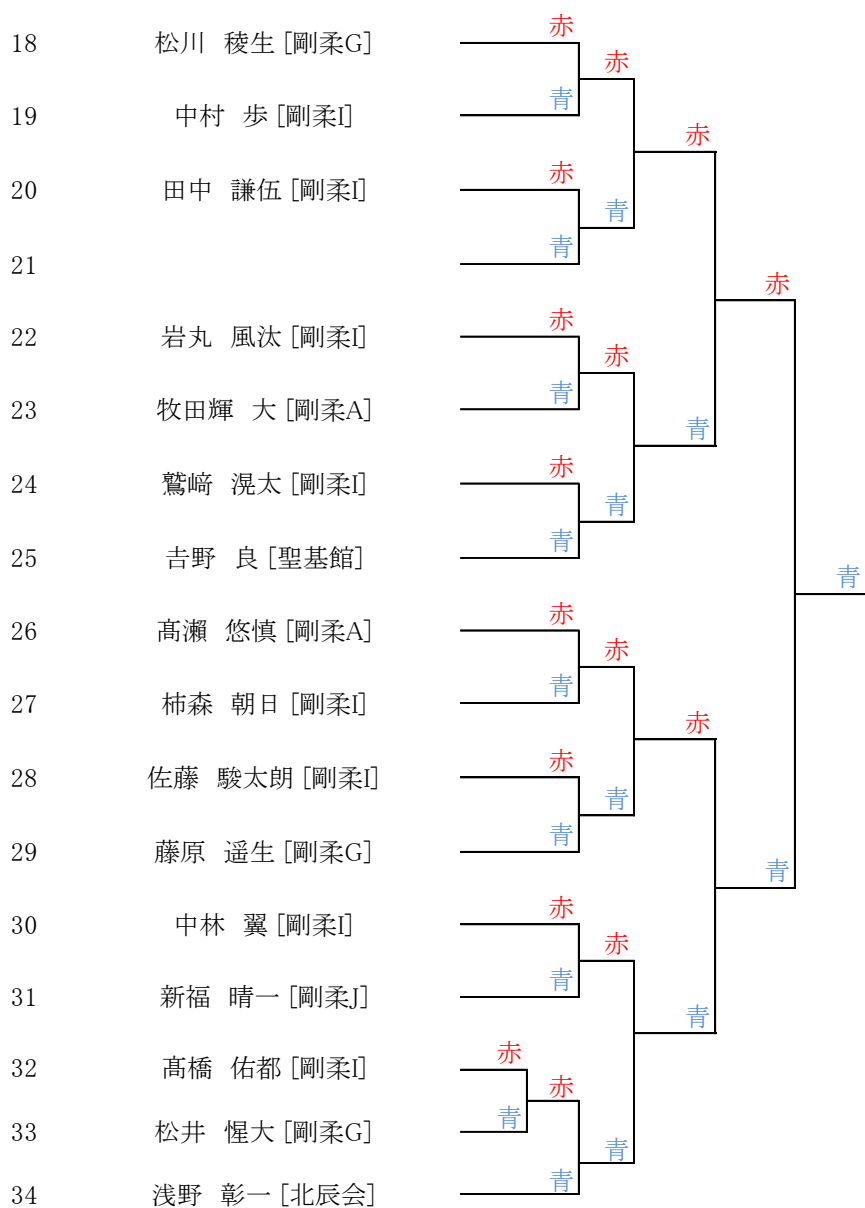 18 松川 稜生 [剛柔G] 赤
赤
19 中村 歩 [剛柔I] 青
赤
20 田中 謙伍 [剛柔I] 赤
青
21 青
赤
22 岩丸 風汰 [剛柔I] 赤
赤
23 牧田輝 大 [剛柔A] 青
青
24 鷲﨑 滉太 [剛柔I] 赤
青
25 𠮷野 良 [聖基館] 青
青
26 髙瀨 悠慎 [剛柔A] 赤
赤
27 柿森 朝日 [剛柔I] 青
赤
28 佐藤 駿太朗 [剛柔I] 赤
青
29 藤原 遥生 [剛柔G] 青
青
30 中林 翼 [剛柔I] 赤
赤
31 新福 晴一 [剛柔J] 青
青
32 髙橋 佑都 [剛柔I] 赤
赤
33 松井 惺大 [剛柔G] 青
青
34 浅野 彰一 [北辰会] 青